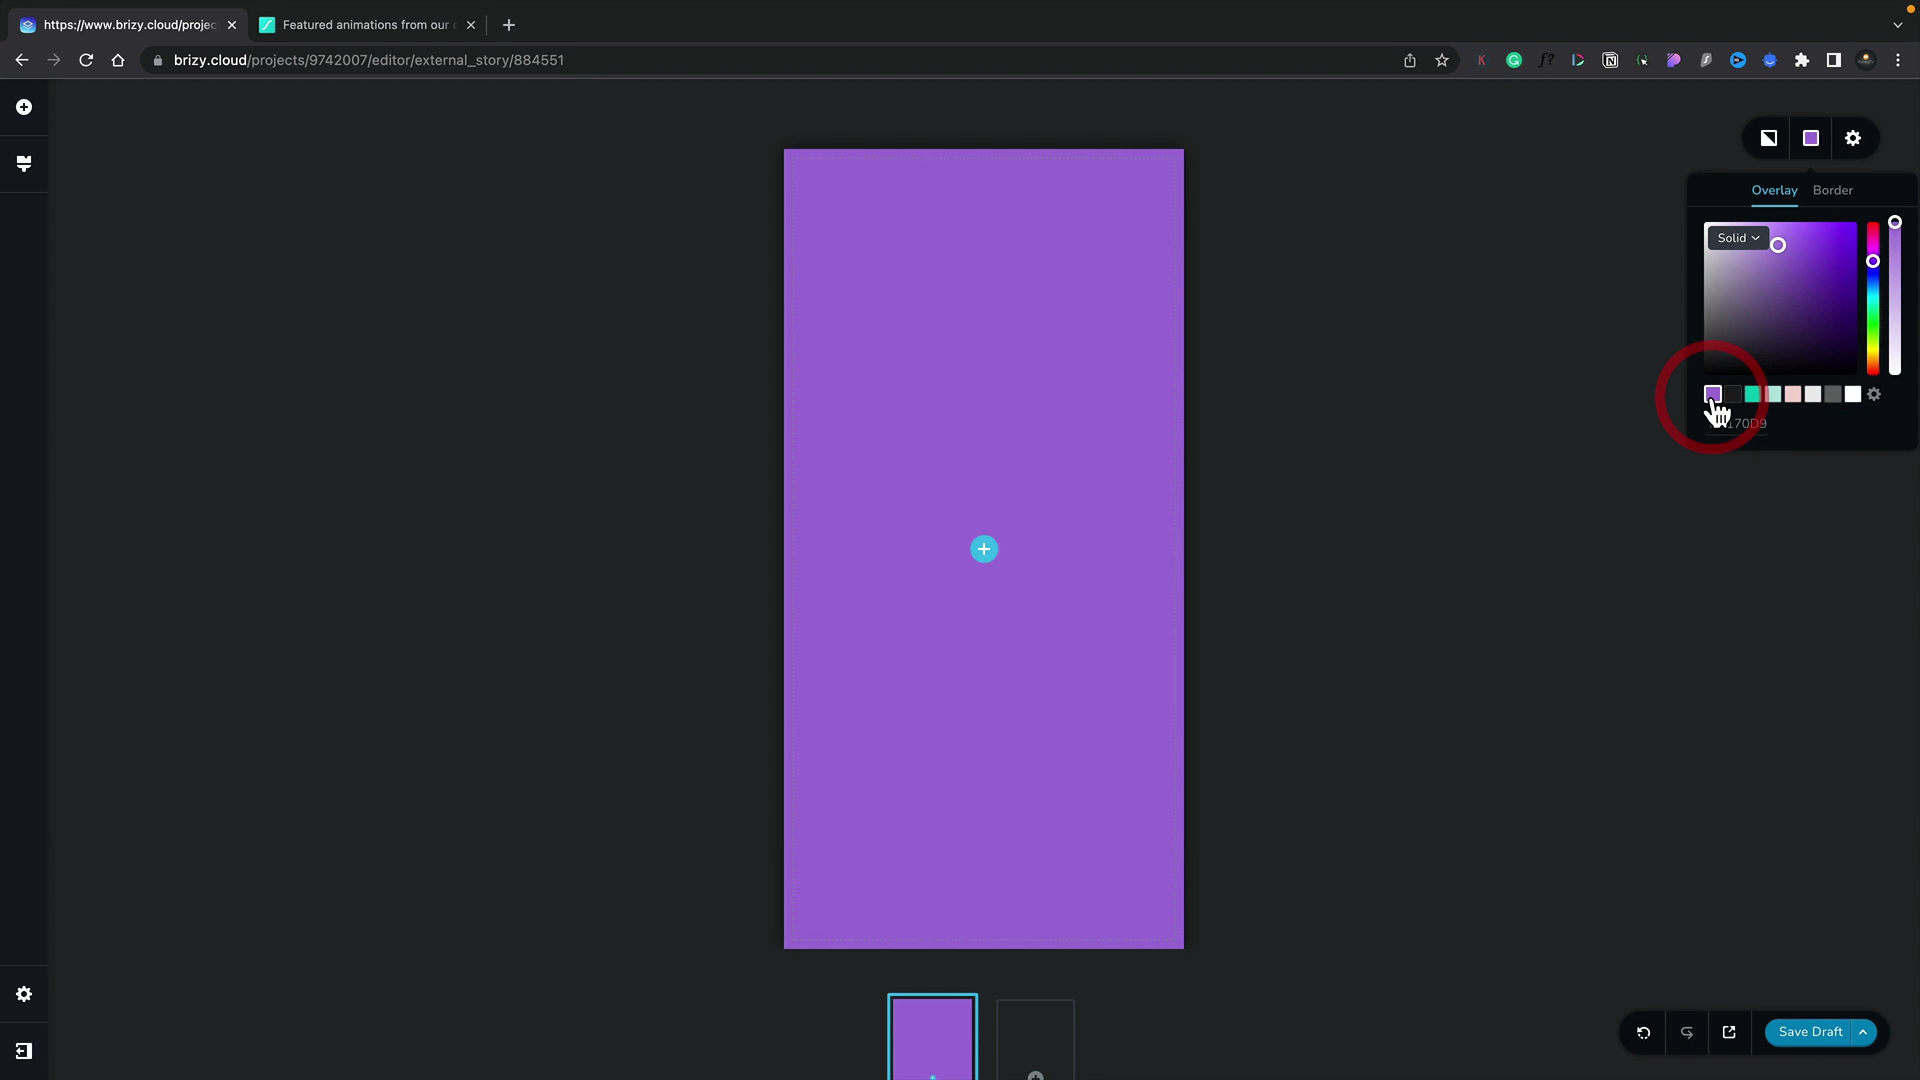 https://www.brizy.cloud/projec
Featured animations from our c
brizy.cloud/projects/9742007/editor/external_story/884551
Overlay Border
Solid
170D9
Save Draft